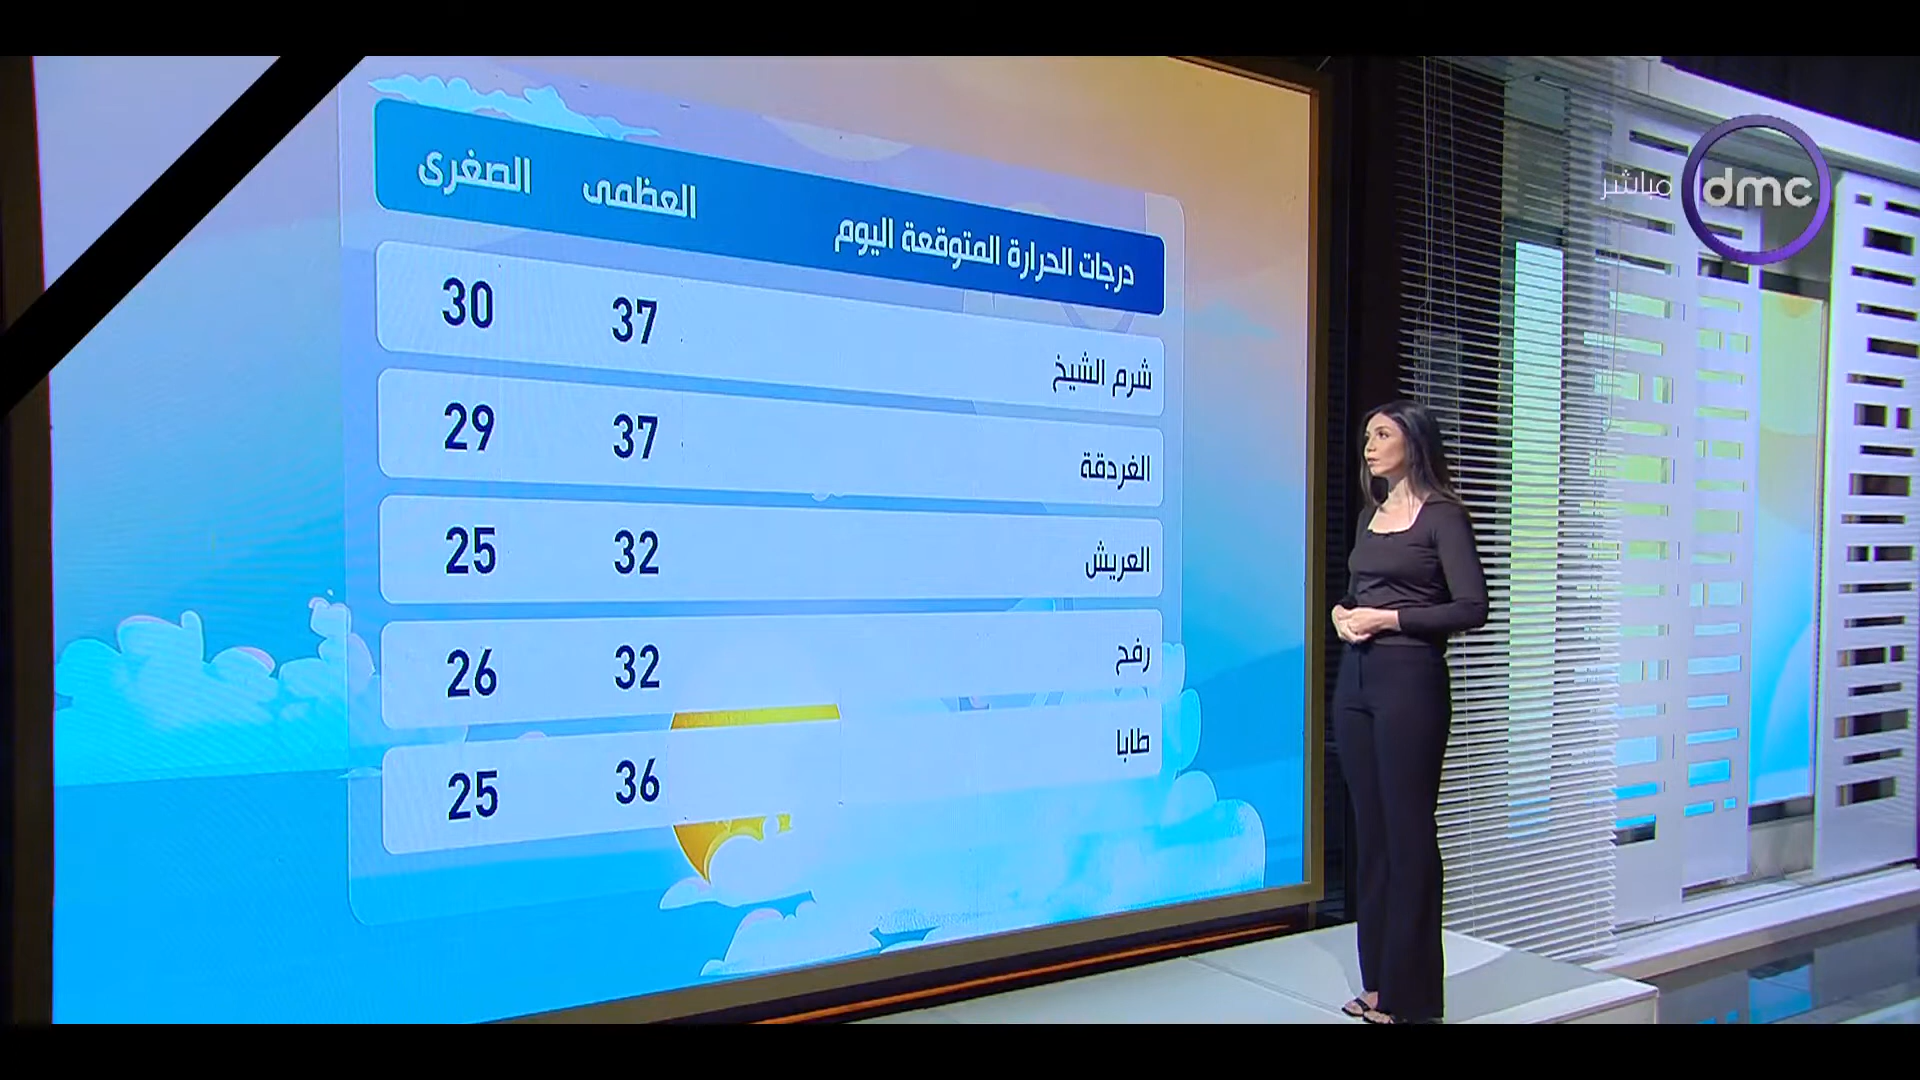 درجات الحرارة المتوقعة اليوم العظمى الصغرى
شرم الشيخ 37 30
الغردقة 37 29
العريش 32 25
رفح 32 26
طابا 36 25
dmc مباشر